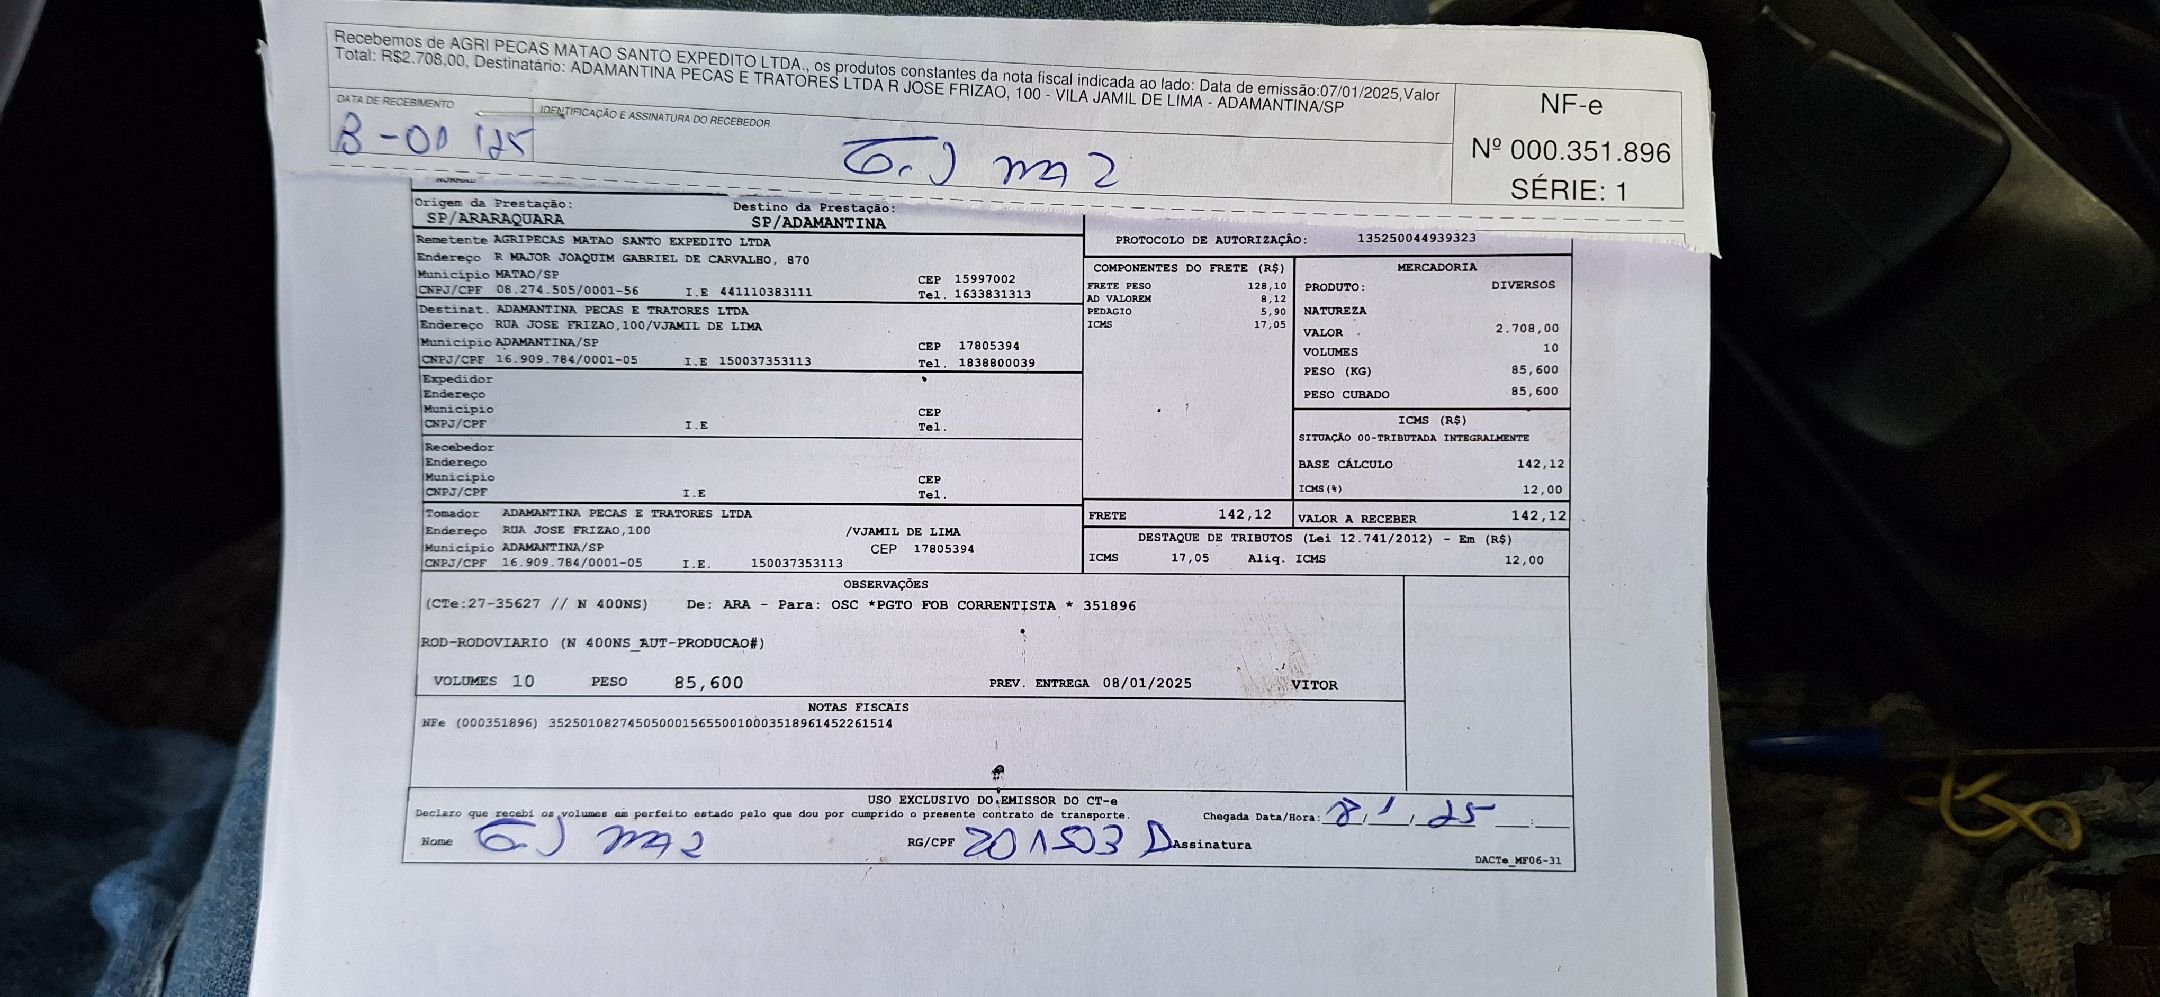 Recebemos de AGRI PECAS MATAO SANTO EXPEDITO LTDA., os produtos constantes da nota fiscal indicada ao lado: Data de emissão:07/01/2025,Valor
Total: R$2.708,00, Destinatário: ADAMANTINA PECAS E TRATORES LTDA R JOSE FRIZAO, 100 - VILA JAMIL DE LIMA - ADAMANTINA/SP
NF-e
Nº 000.351.896
SÉRIE: 1
DATA DE RECEBIMENTO
IDENTIFICAÇÃO E ASSINATURA DO RECEBEDOR
Origem da Prestação:
SP/ARARAQUARA
Destino da Prestação:
SP/ADAMANTINA
Remetente AGRIPECAS MATAO SANTO EXPEDITO LTDA
Endereço R MAJOR JOAQUIM GABRIEL DE CARVALHO, 870
Município MATAO/SP CEP 15997002
CNPJ/CPF 08.274.505/0001-56 I.E 441110383111 Tel. 1633831313
Destinat. ADAMANTINA PECAS E TRATORES LTDA
Endereço RUA JOSE FRIZAO,100/VJAMIL DE LIMA
Município ADAMANTINA/SP CEP 17805394
CNPJ/CPF 16.909.784/0001-05 I.E 150037353113 Tel. 1838800039
Expedidor
Endereço
Município CEP
CNPJ/CPF I.E Tel.
Recebedor
Endereço
Município CEP
CNPJ/CPF I.E Tel.
Tomador ADAMANTINA PECAS E TRATORES LTDA
Endereço RUA JOSE FRIZAO,100 /VJAMIL DE LIMA
Município ADAMANTINA/SP CEP 17805394
CNPJ/CPF 16.909.784/0001-05 I.E. 150037353113
PROTOCOLO DE AUTORIZAÇÃO: 135250044939323
COMPONENTES DO FRETE (R$)
FRETE PESO 128,10
AD VALOREM 8,12
PEDAGIO 5,90
ICMS 17,05
MERCADORIA
PRODUTO: DIVERSOS
NATUREZA
VALOR 2.708,00
VOLUMES 10
PESO (KG) 85,600
PESO CUBADO 85,600
ICMS (R$)
SITUAÇÃO 00-TRIBUTADA INTEGRALMENTE
BASE CÁLCULO 142,12
ICMS(%) 12,00
FRETE 142,12
VALOR A RECEBER 142,12
DESTAQUE DE TRIBUTOS (Lei 12.741/2012) - Em (R$)
ICMS 17,05 Aliq. ICMS 12,00
OBSERVAÇÕES
(CTe:27-35627 // N 400NS) De: ARA - Para: OSC *PGTO FOB CORRENTISTA * 351896
ROD-RODOVIARIO (N 400NS_AUT-PRODUCAO#)
VOLUMES 10 PESO 85,600 PREV. ENTREGA 08/01/2025 VITOR
NOTAS FISCAIS
NFe (000351896) 35250108274505000156550010003518961452261514
USO EXCLUSIVO DO EMISSOR DO CT-e
Declaro que recebi os volumes em perfeito estado pelo que dou por cumprido o presente contrato de transporte.
Chegada Data/Hora: 8,1,25 __:__
Nome
RG/CPF 201503
Assinatura
DACTe_MF06-31